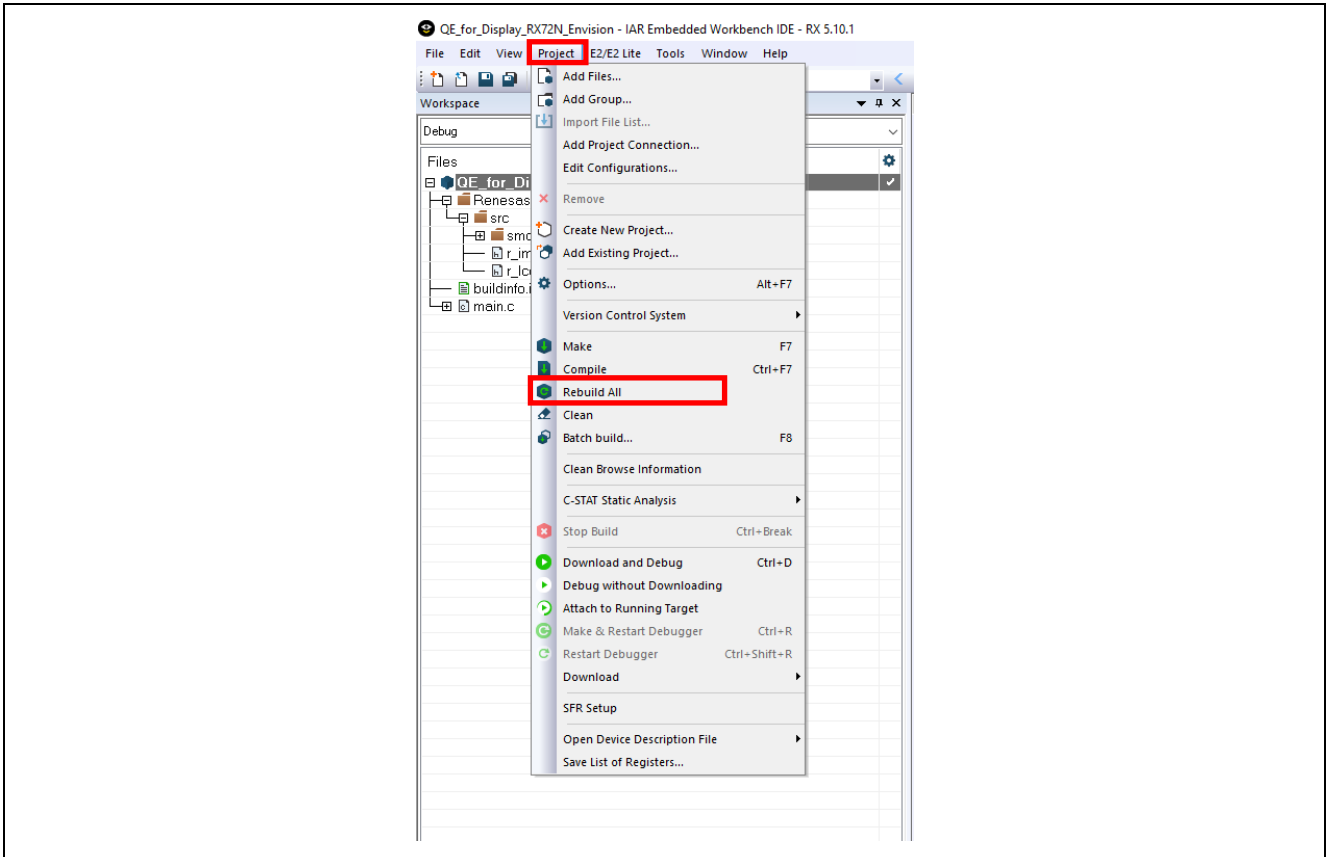 QE_for_Display_RX72N_Envision - IAR Embedded Workbench IDE - RX 5.10.1
File Edit View Project E2/E2 Lite Tools Window Help
Workspace
Debug
Files
QE_for_Di
Renesas
src
smc
r_im
r_lc
buildinfo.i
main.c
Add Files...
Add Group...
Import File List...
Add Project Connection...
Edit Configurations...
Remove
Create New Project...
Add Existing Project...
Options... Alt+F7
Version Control System
Make F7
Compile Ctrl+F7
Rebuild All
Clean
Batch build... F8
Clean Browse Information
C-STAT Static Analysis
Stop Build Ctrl+Break
Download and Debug Ctrl+D
Debug without Downloading
Attach to Running Target
Make & Restart Debugger Ctrl+R
Restart Debugger Ctrl+Shift+R
Download
SFR Setup
Open Device Description File
Save List of Registers...